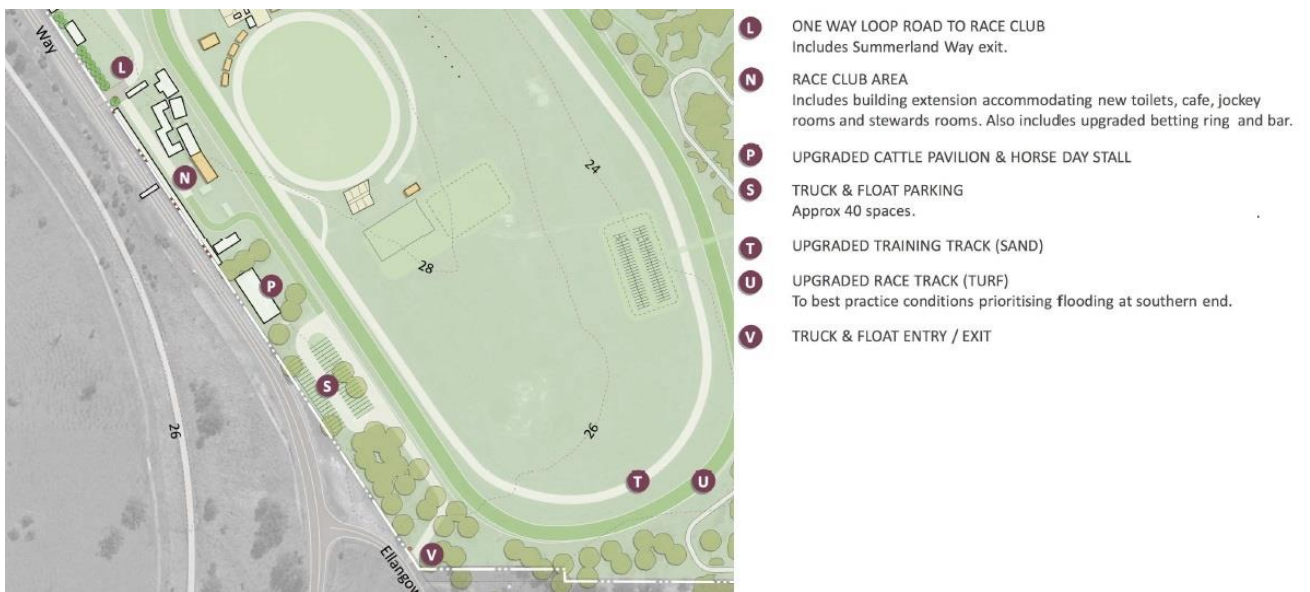 Way
L
N
P
S
T
U
V
24
28
26
26
Ellangow
L
ONE WAY LOOP ROAD TO RACE CLUB
Includes Summerland Way exit.
N
RACE CLUB AREA
Includes building extension accommodating new toilets, cafe, jockey
rooms and stewards rooms. Also includes upgraded betting ring and bar.
P
UPGRADED CATTLE PAVILION & HORSE DAY STALL
S
TRUCK & FLOAT PARKING
Approx 40 spaces.
T
UPGRADED TRAINING TRACK (SAND)
U
UPGRADED RACE TRACK (TURF)
To best practice conditions prioritising flooding at southern end.
V
TRUCK & FLOAT ENTRY / EXIT